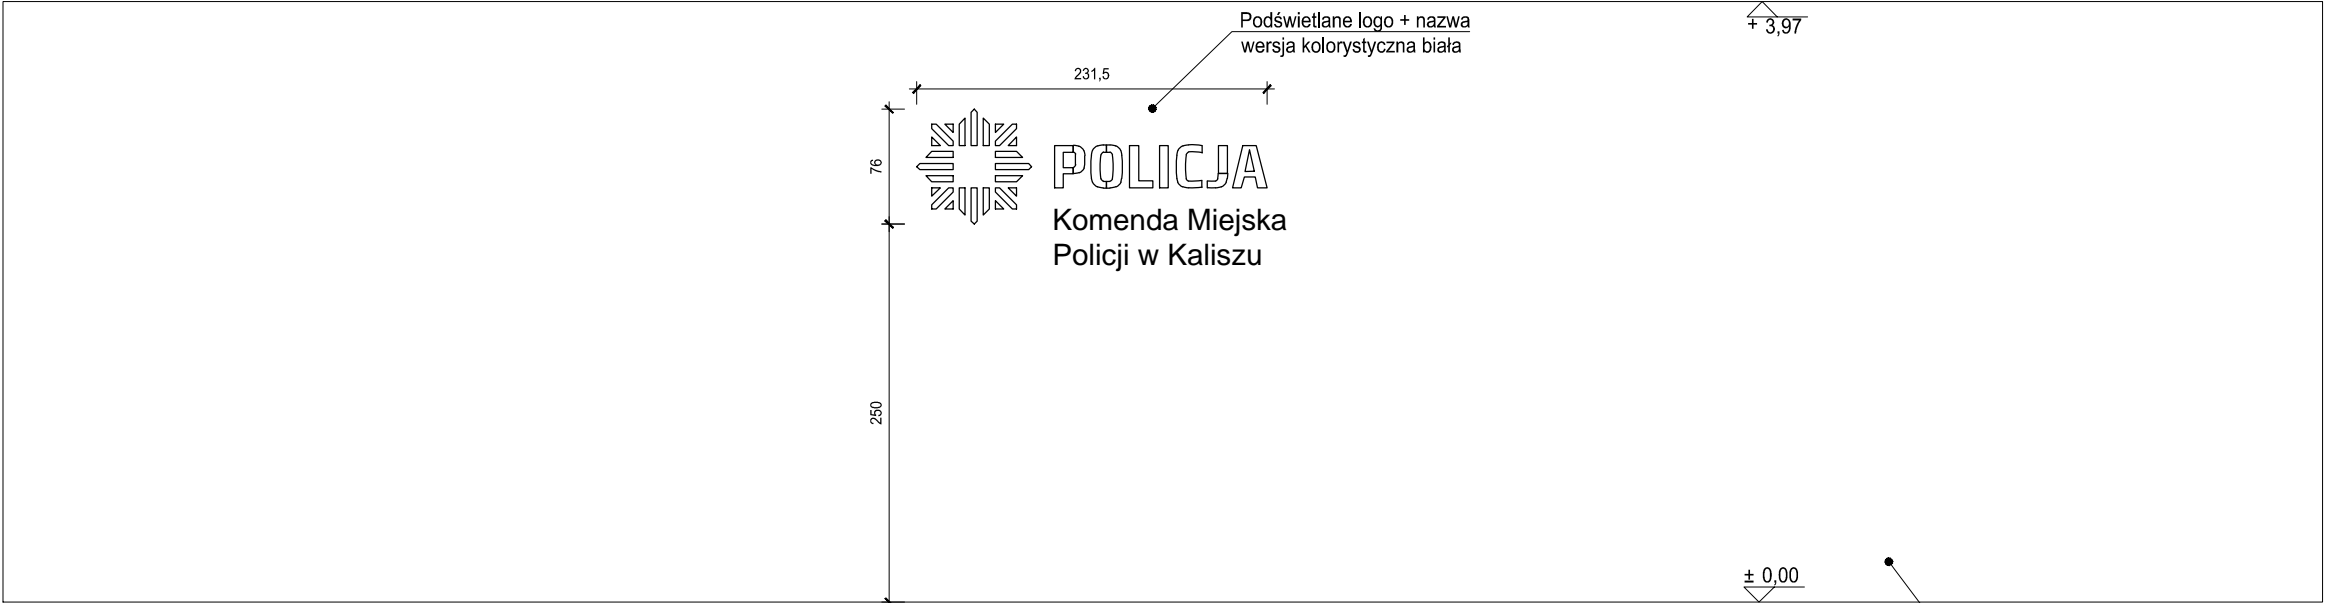 Podświetlane logo + nazwa
wersja kolorystyczna biała
+ 3,97
231,5
76
POLICJA
Komenda Miejska
Policji w Kaliszu
250
± 0,00